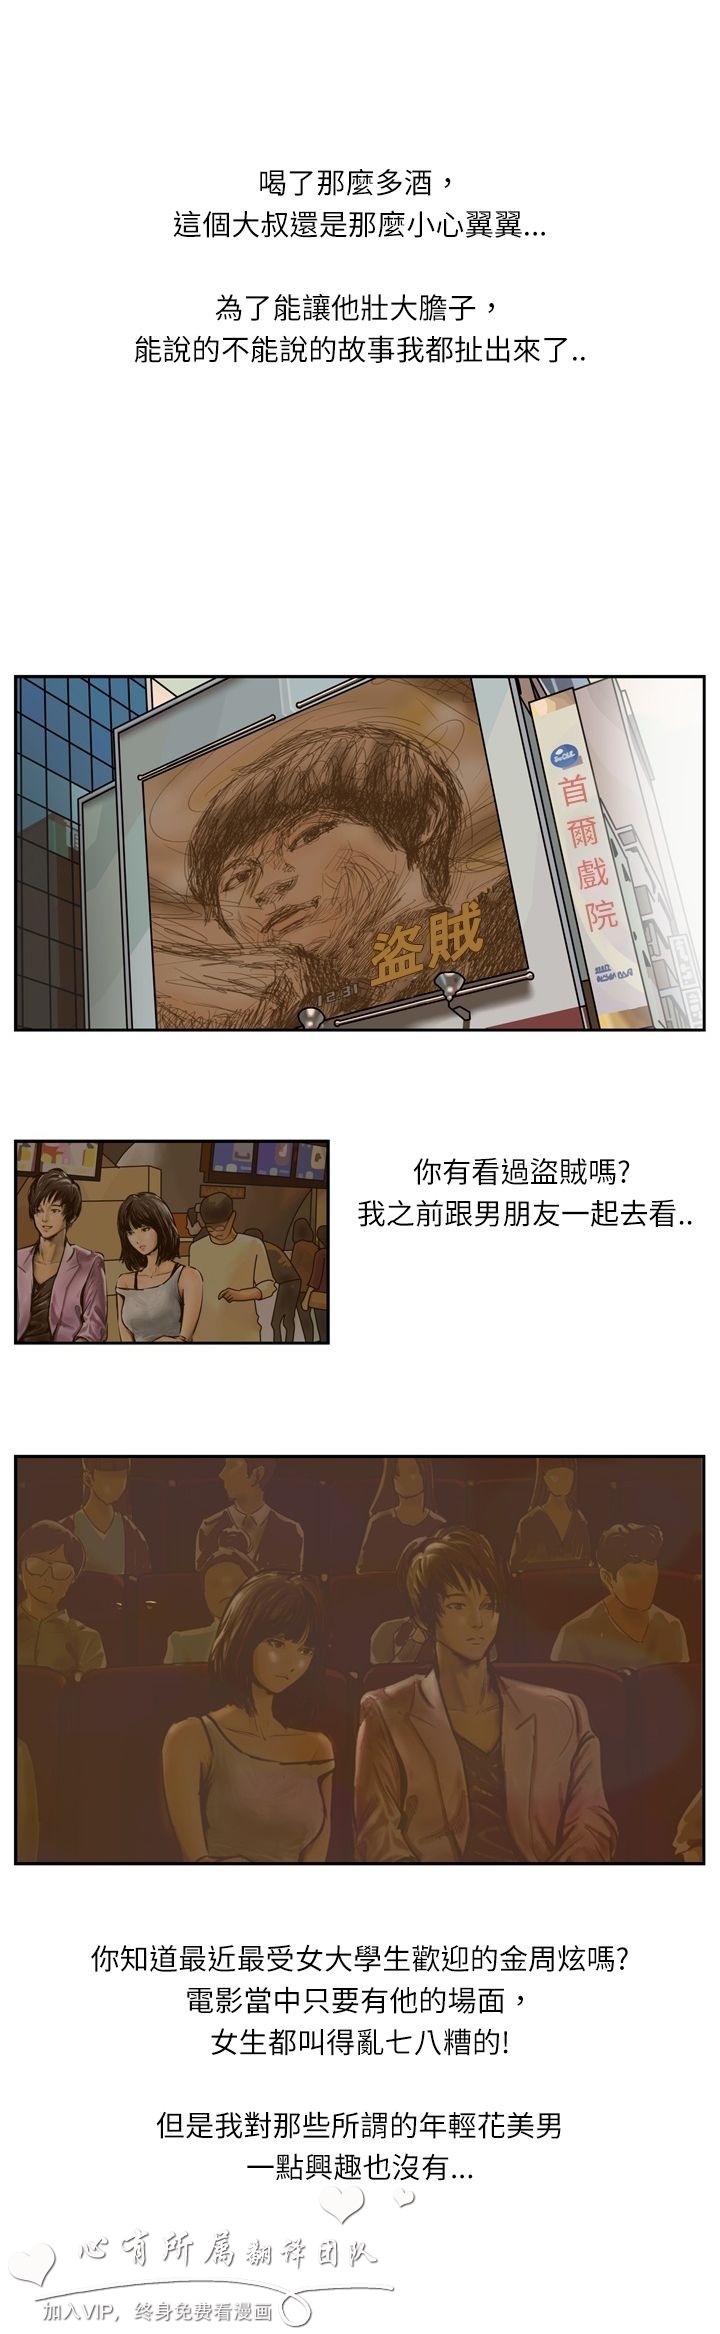 喝了那麼多酒，
這個大叔還是那麼小心翼翼...
為了能讓他壯大膽子，
能說的不能說的故事我都扯出來了..
首爾戲院
盜賊
12.31
你有看過盜賊嗎?
我之前跟男朋友一起去看..
你知道最近最受女大學生歡迎的金周炫嗎?
電影當中只要有他的場面，
女生都叫得亂七八糟的!
但是我對那些所謂的年輕花美男
一點興趣也沒有...
心有所属翻译团队
加入VIP，终身免费看漫画